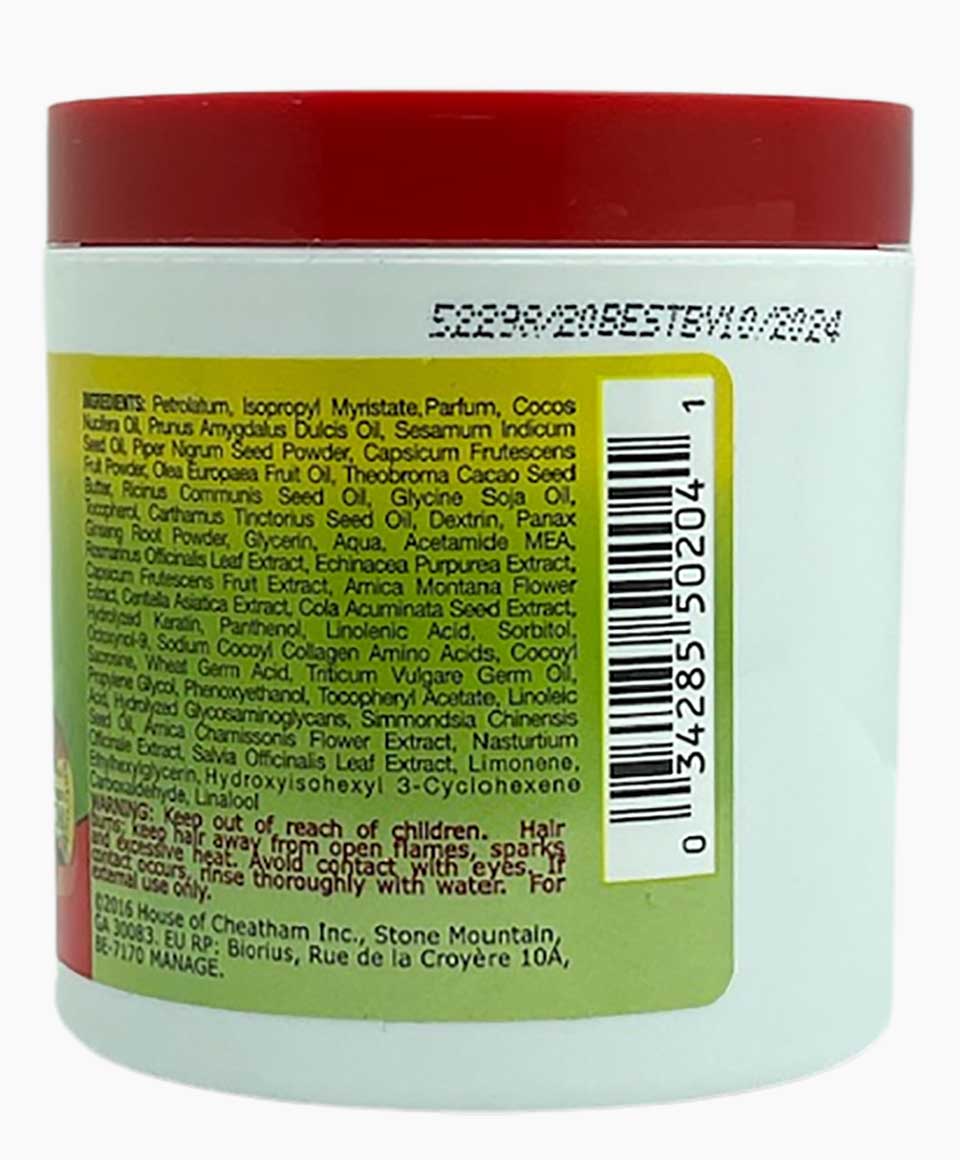 52298/20BESTBY10/2024
INGREDIENTS: Petrolatum, Isopropyl Myristate, Parfum, Cocos
Nucifera Oil, Prunus Amygdalus Dulcis Oil, Sesamum Indicum
Seed Oil, Piper Nigrum Seed Powder, Capsicum Frutescens
Fruit Powder, Olea Europaea Fruit Oil, Theobroma Cacao Seed
Butter, Ricinus Communis Seed Oil, Glycine Soja Oil,
Tocopherol, Carthamus Tinctorius Seed Oil, Dextrin, Panax
Ginseng Root Powder, Glycerin, Aqua, Acetamide MEA,
Rosmarinus Officinalis Leaf Extract, Echinacea Purpurea Extract,
Capsicum Frutescens Fruit Extract, Arnica Montana Flower
Extract, Centella Asiatica Extract, Cola Acuminata Seed Extract,
Hydrolyzed Keratin, Panthenol, Linolenic Acid, Sorbitol,
Octoxynol-9, Sodium Cocoyl Collagen Amino Acids, Cocoyl
Sarcosine, Wheat Germ Acid, Triticum Vulgare Germ Oil,
Propylene Glycol, Phenoxyethanol, Tocopheryl Acetate, Linoleic
Acid, Hydrolyzed Glycosaminoglycans, Simmondsia Chinensis
Seed Oil, Arnica Chamissonis Flower Extract, Nasturtium
Officinale Extract, Salvia Officinalis Leaf Extract, Limonene,
Ethylhexylglycerin, Hydroxyisohexyl 3-Cyclohexene
Carboxaldehyde, Linalool
WARNING: Keep out of reach of children. Hair
burns; keep hair away from open flames, sparks
and excessive heat. Avoid contact with eyes. If
contact occurs, rinse thoroughly with water. For
external use only.
©2016 House of Cheatham Inc., Stone Mountain,
GA 30083. EU RP: Biorius, Rue de la Croyère 10A,
BE-7170 MANAGE.
0 34285 50204 1